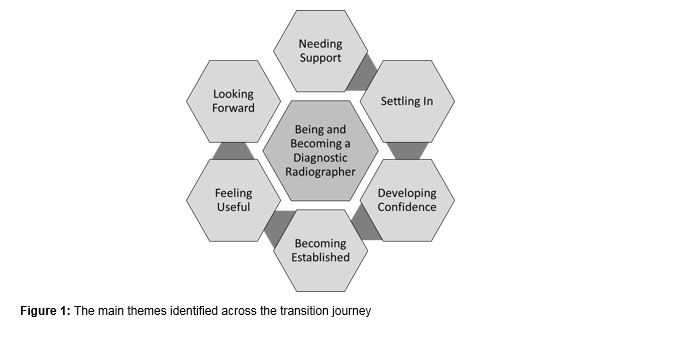 Needing
Support
Settling In
Developing
Confidence
Becoming
Established
Feeling
Useful
Looking
Forward
Being and
Becoming a
Diagnostic
Radiographer
Figure 1: The main themes identified across the transition journey